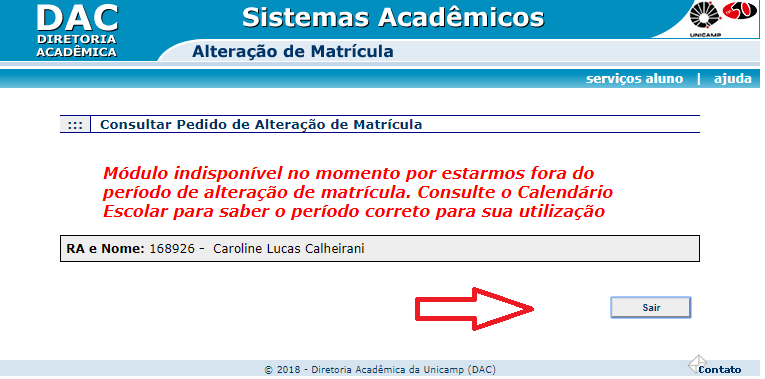 DAC
DIRETORIA
ACADÊMICA
Sistemas Acadêmicos
UNICAMP
50
Alteração de Matrícula
serviços aluno | ajuda
::: Consultar Pedido de Alteração de Matrícula
Módulo indisponível no momento por estarmos fora do
período de alteração de matrícula. Consulte o Calendário
Escolar para saber o período correto para sua utilização
RA e Nome: 168926 - Caroline Lucas Calheirani
Sair
© 2018 - Diretoria Acadêmica da Unicamp (DAC)
Contato